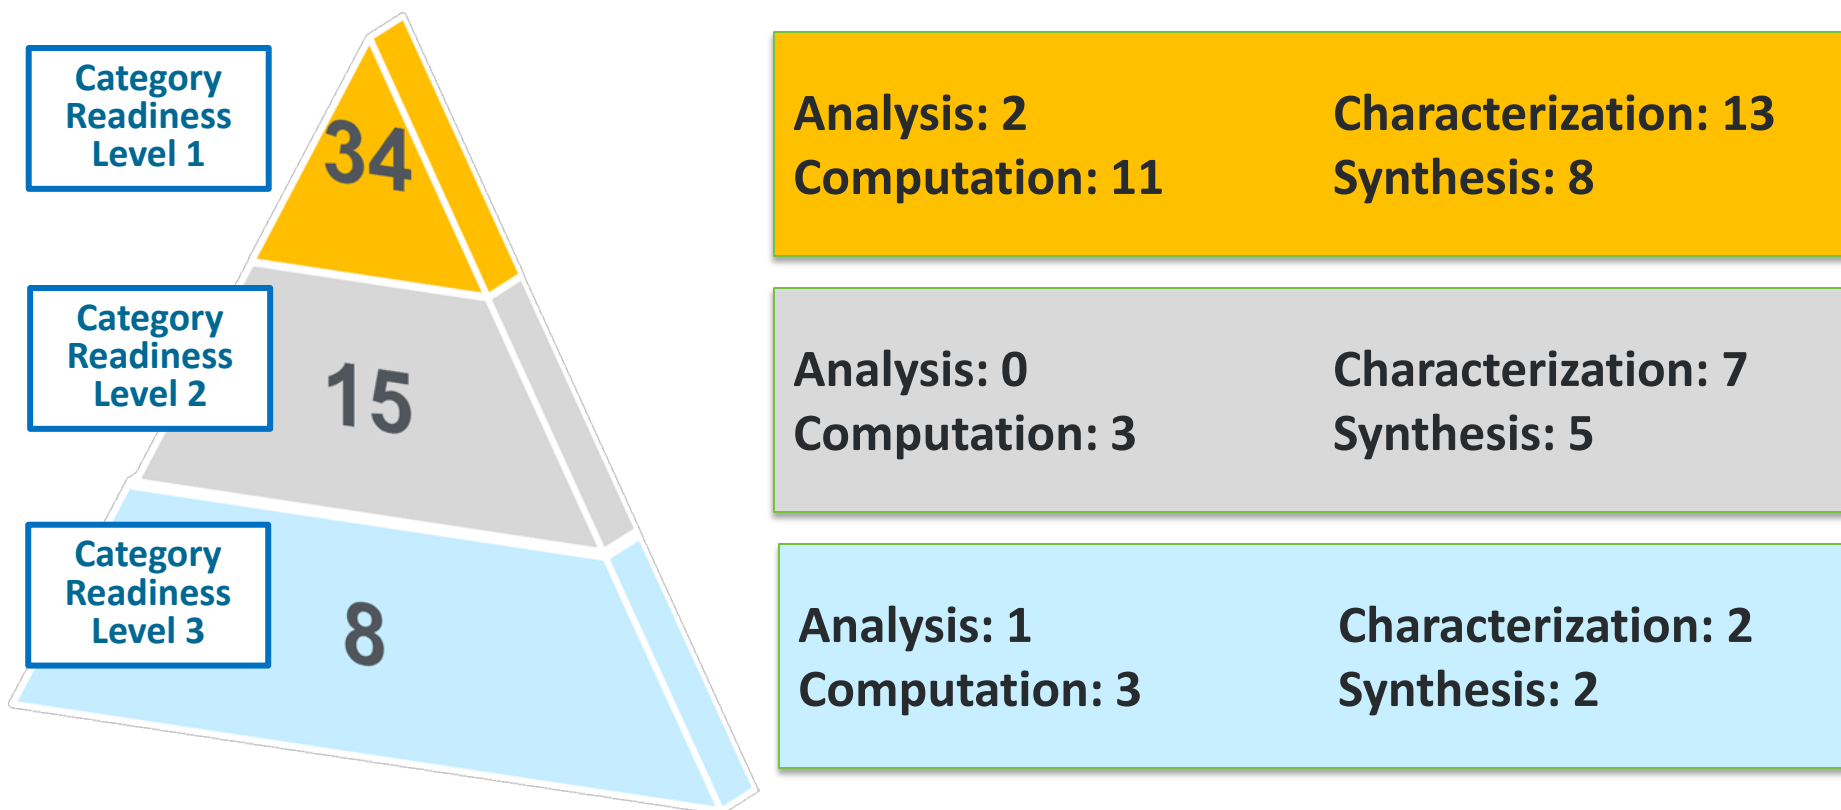 Category
Readiness
Level 1
34
Analysis: 2 Characterization: 13
Computation: 11 Synthesis: 8
Category
Readiness
Level 2
15
Analysis: 0 Characterization: 7
Computation: 3 Synthesis: 5
Category
Readiness
Level 3
8
Analysis: 1 Characterization: 2
Computation: 3 Synthesis: 2